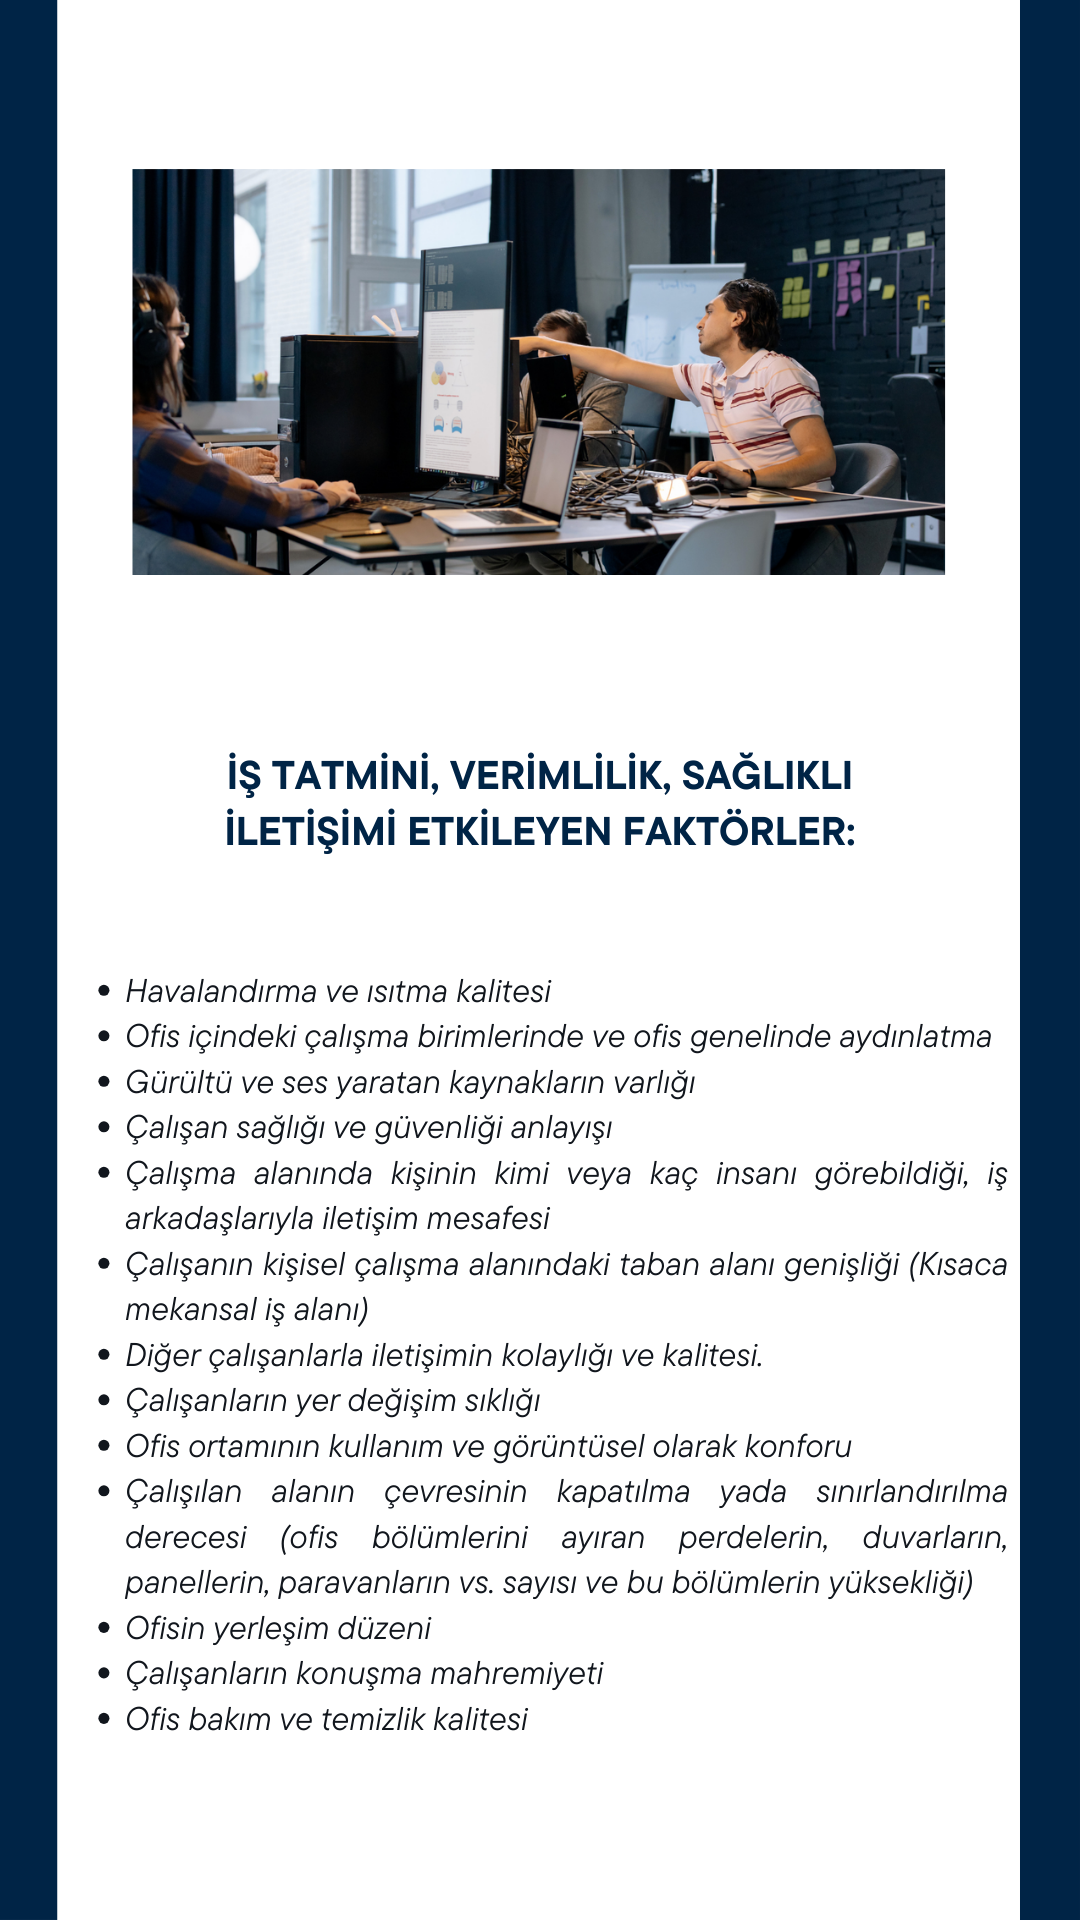 İŞ TATMİNİ, VERİMLİLİK, SAĞLIKLI
İLETİŞİMİ ETKİLEYEN FAKTÖRLER:
• Havalandırma ve ısıtma kalitesi
• Ofis içindeki çalışma birimlerinde ve ofis genelinde aydınlatma
• Gürültü ve ses yaratan kaynakların varlığı
• Çalışan sağlığı ve güvenliği anlayışı
• Çalışma alanında kişinin kimi veya kaç insanı görebildiği, iş
arkadaşlarıyla iletişim mesafesi
• Çalışanın kişisel çalışma alanındaki taban alanı genişliği (Kısaca
mekansal iş alanı)
• Diğer çalışanlarla iletişimin kolaylığı ve kalitesi.
• Çalışanların yer değişim sıklığı
• Ofis ortamının kullanım ve görüntüsel olarak konforu
• Çalışılan alanın çevresinin kapatılma yada sınırlandırılma
derecesi (ofis bölümlerini ayıran perdelerin, duvarların,
panellerin, paravanların vs. sayısı ve bu bölümlerin yüksekliği)
• Ofisin yerleşim düzeni
• Çalışanların konuşma mahremiyeti
• Ofis bakım ve temizlik kalitesi